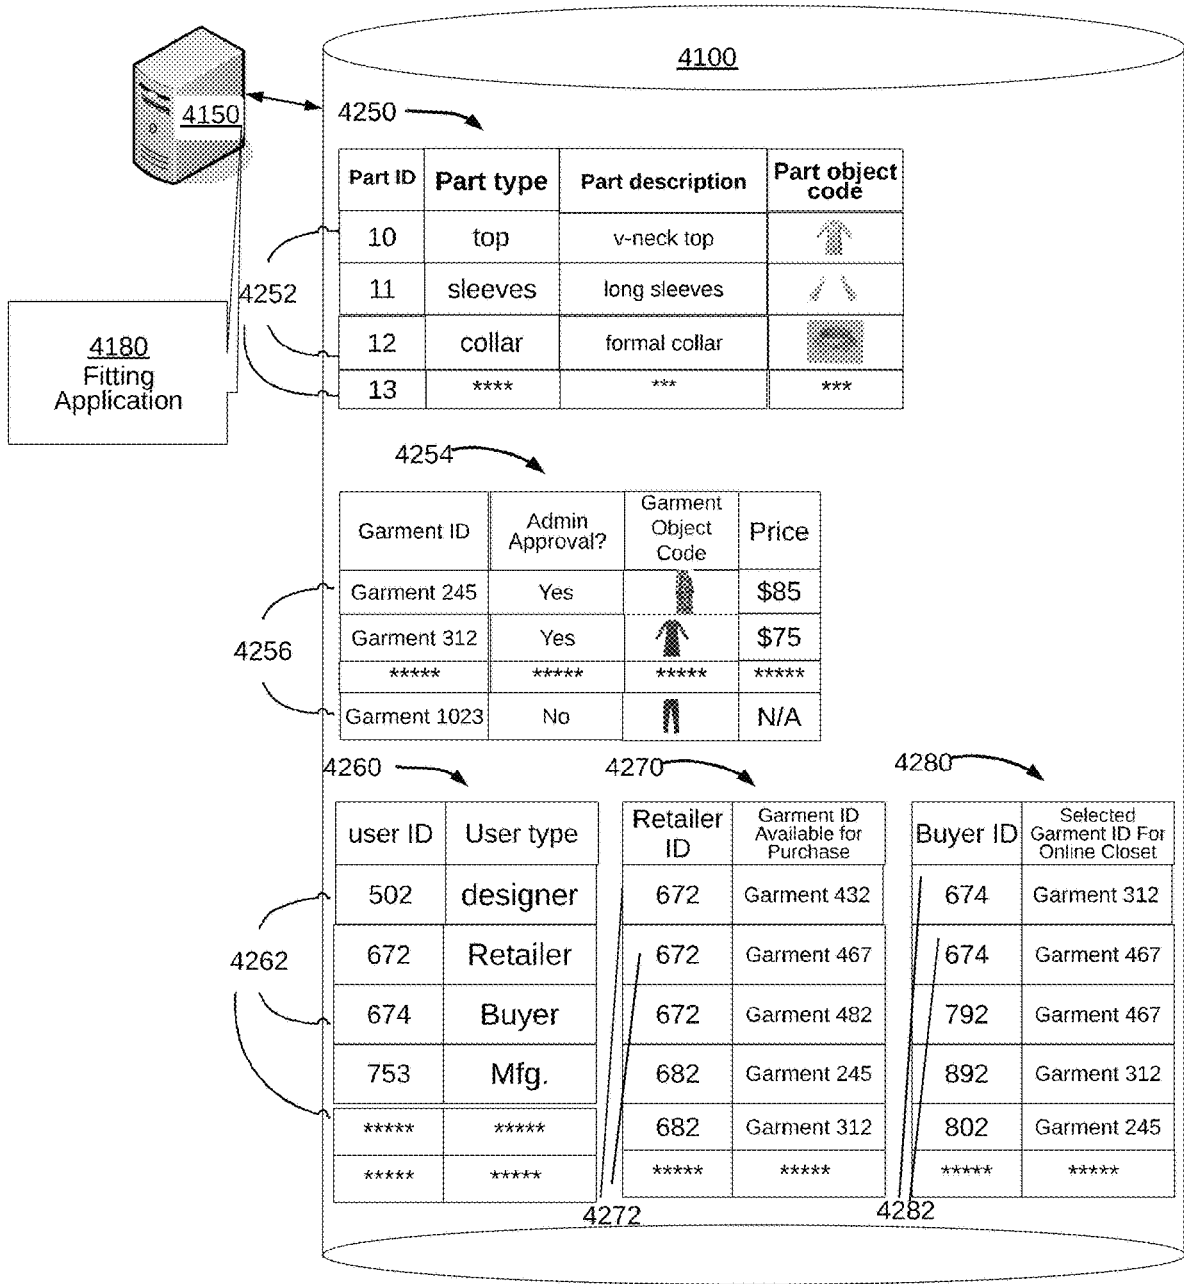 4100
4150
4250
Part ID Part type Part description Part object
code
10 top v-neck top
11 sleeves long sleeves
4252
12 collar formal collar
13 **** *** ***
4180
Fitting
Application
4254
Garment ID Admin
Approval? Garment
Object
Code Price
Garment 245 Yes $85
Garment 312 Yes $75
4256
***** ***** ***** *****
Garment 1023 No N/A
4260
user ID User type
502 designer
672 Retailer
4262
674 Buyer
753 Mfg.
***** *****
***** *****
4270
Retailer
ID Garment ID
Available for
Purchase
672 Garment 432
672 Garment 467
672 Garment 482
682 Garment 245
682 Garment 312
***** *****
4272
4280
Buyer ID Selected
Garment ID For
Online Closet
674 Garment 312
674 Garment 467
792 Garment 467
892 Garment 312
802 Garment 245
***** *****
4282